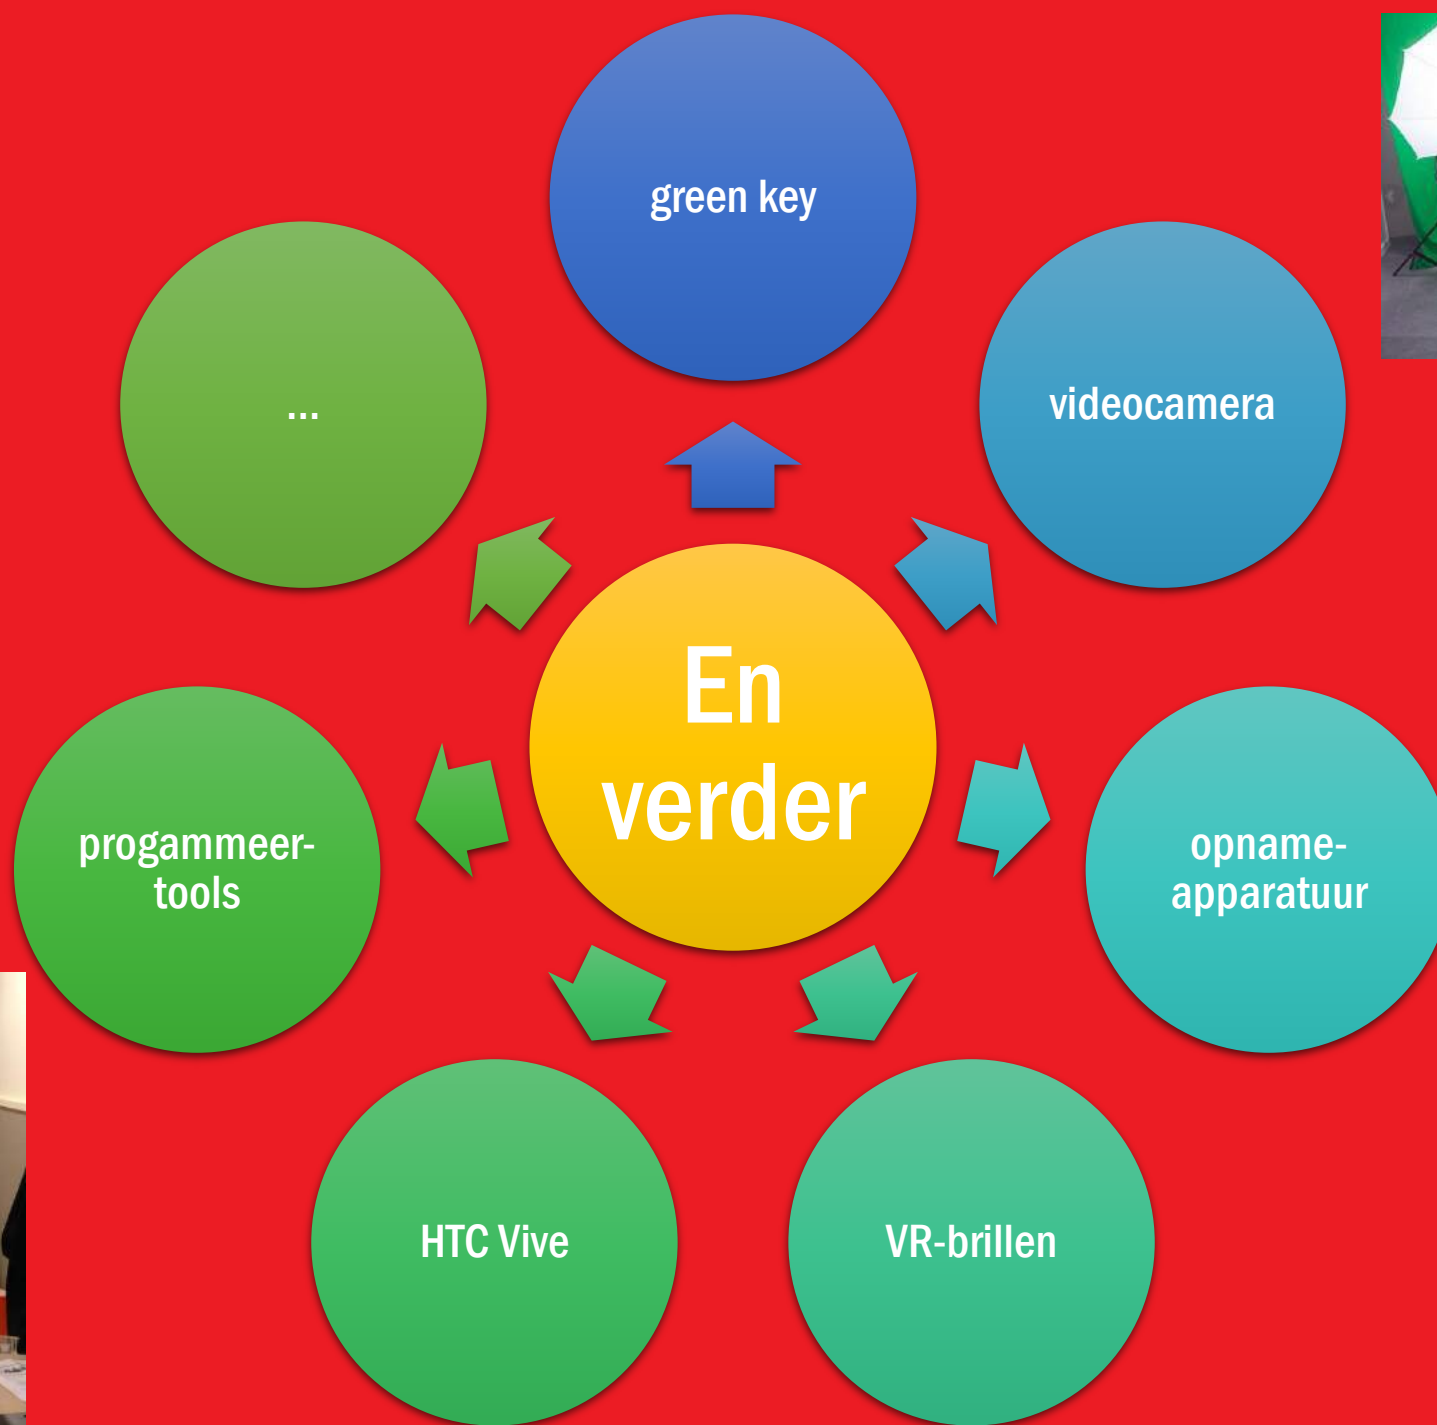 green key
...
videocamera
En
verder
progammeer-
tools
opname-
apparatuur
HTC Vive
VR-brillen